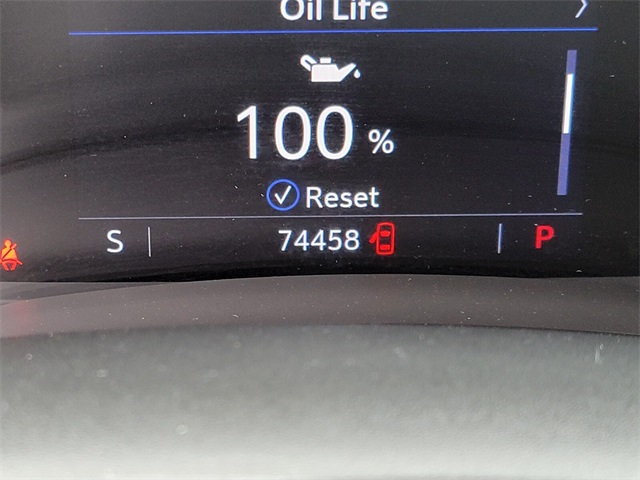 Oil Life
100 %
Reset
S 74458 P